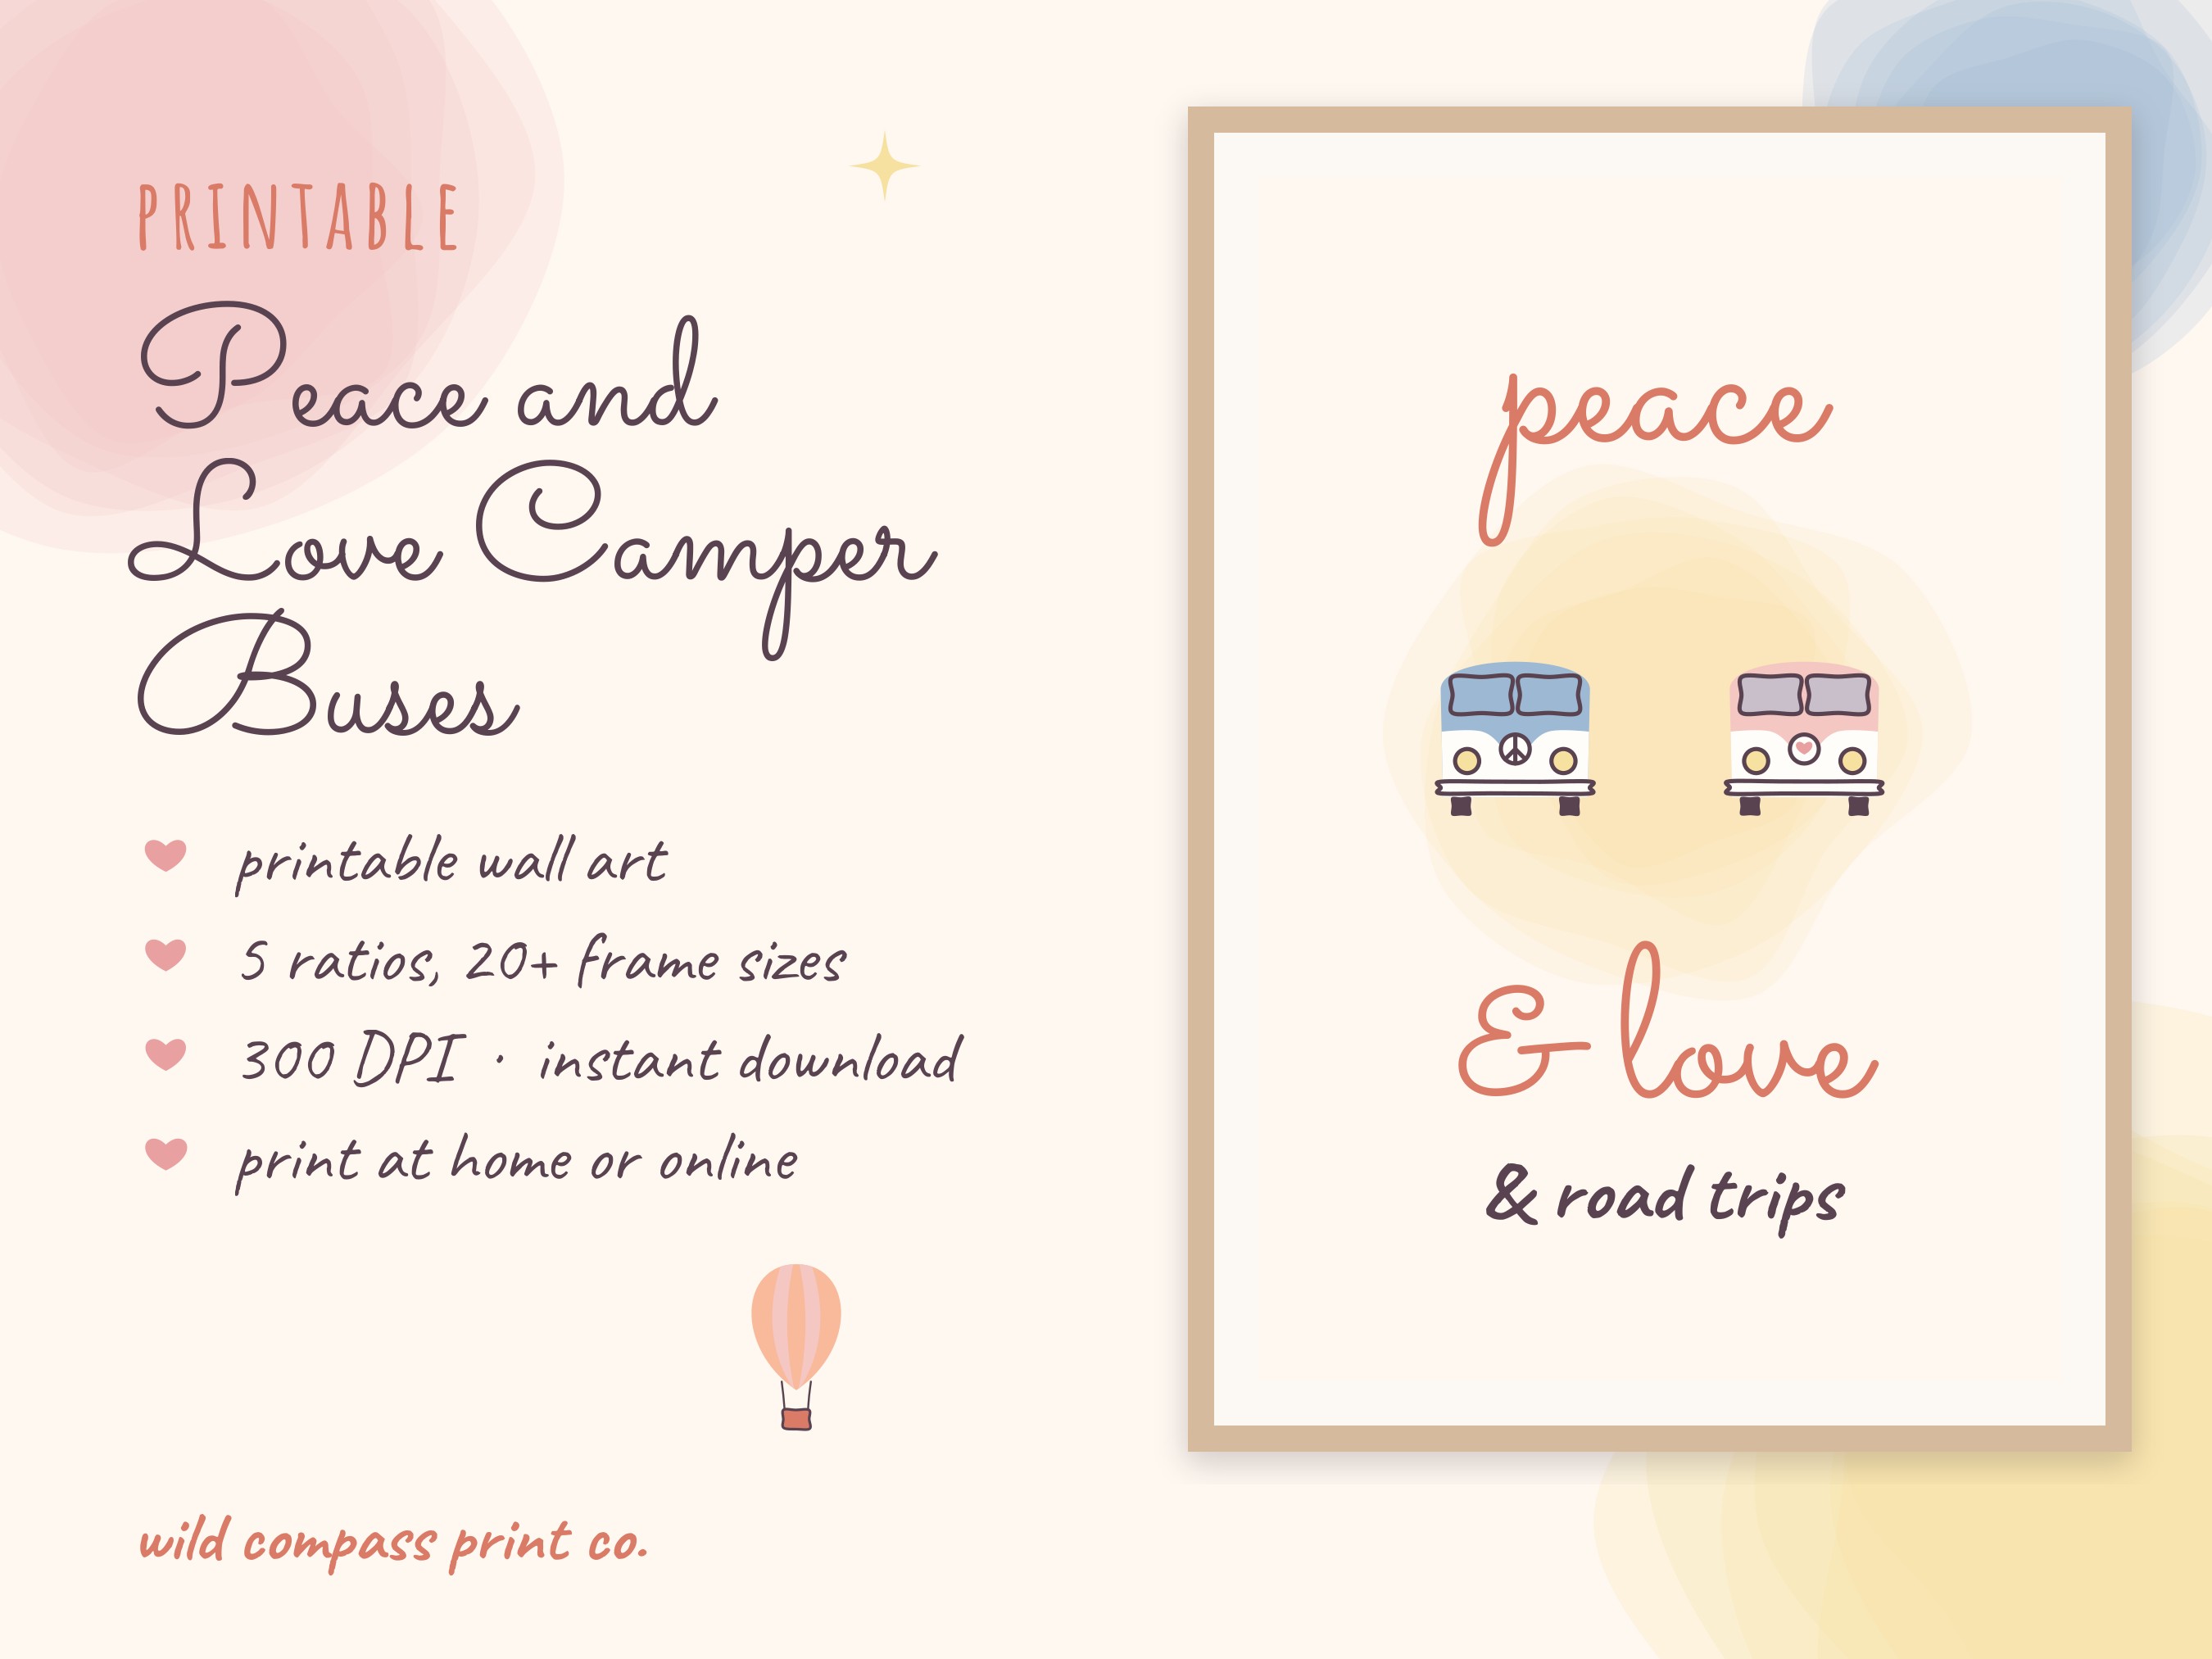 PRINTABLE
Peace and
Love Camper
Buses
printable wall art
5 ratios, 20+ frame sizes
300 DPI · instant download
print at home or online
wild compass print co.
peace
& love
& road trips